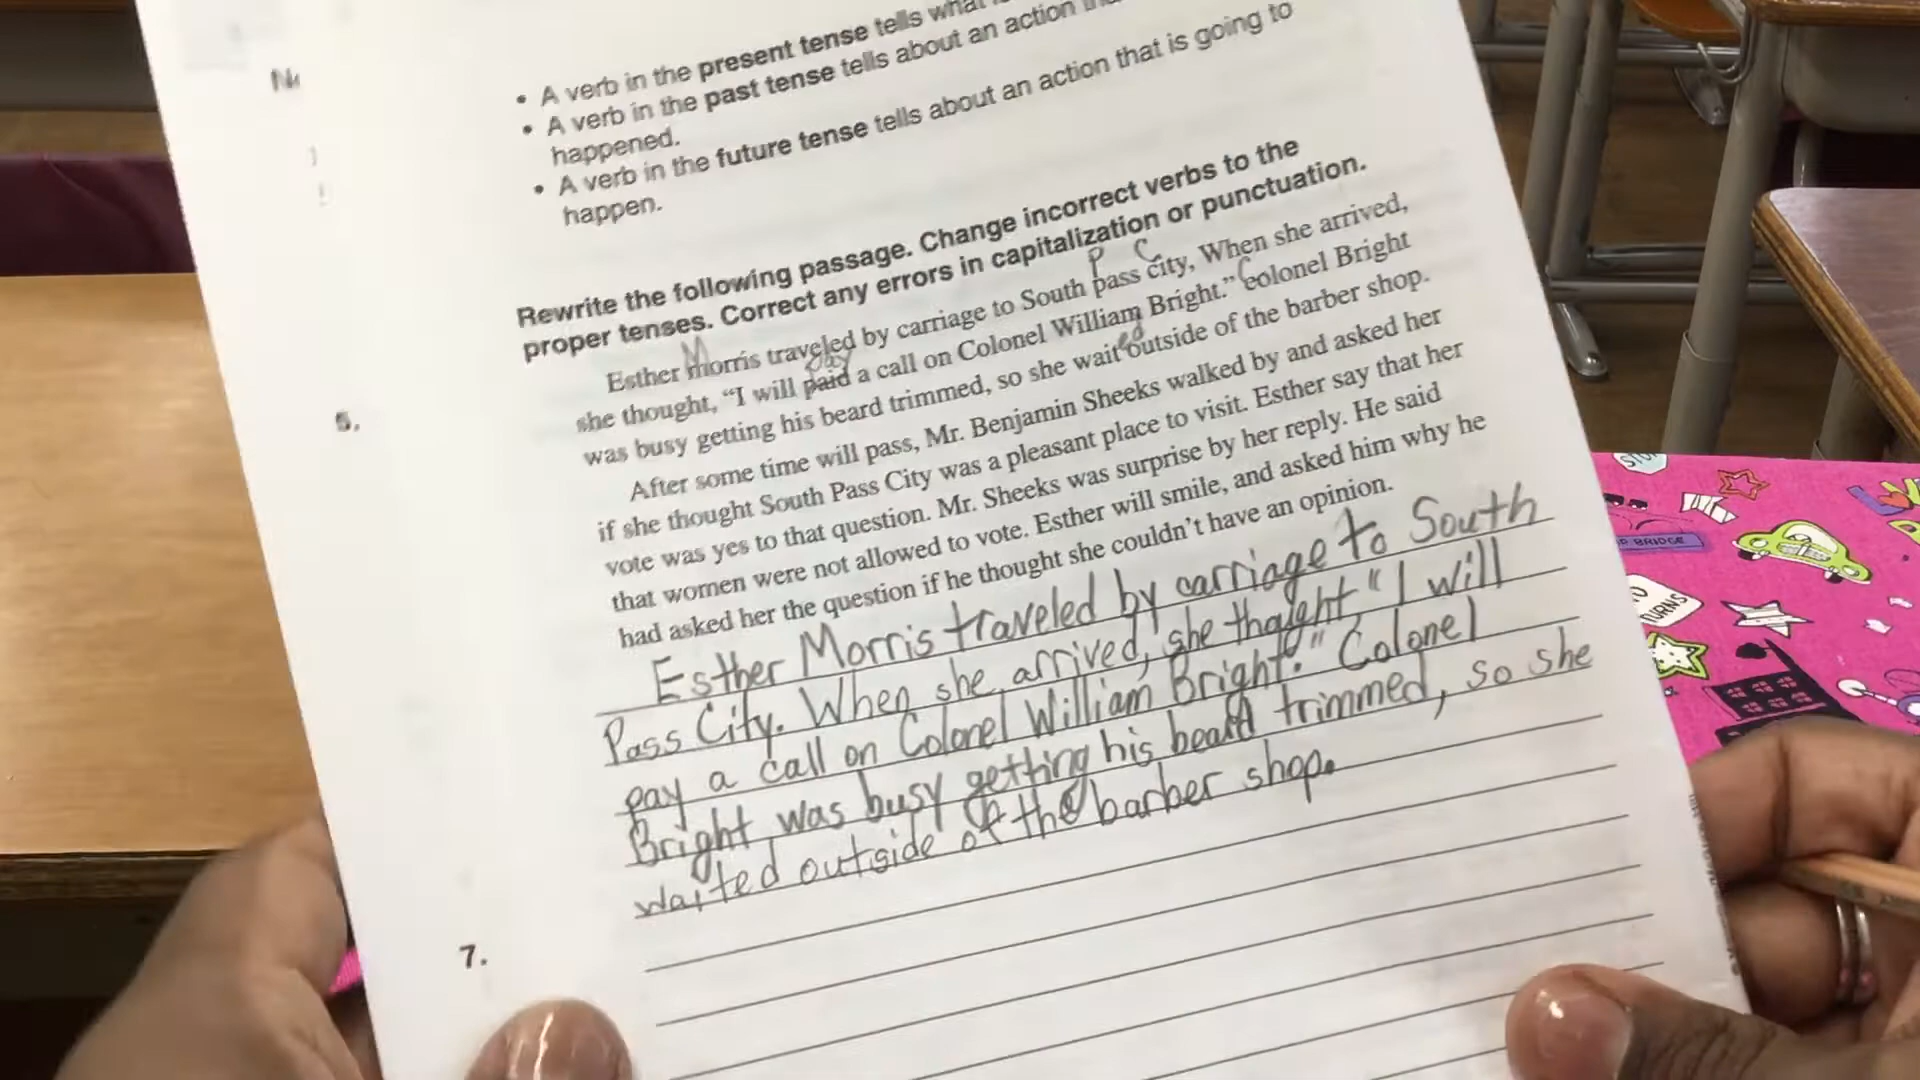 • A verb in the present tense tells what
• A verb in the past tense tells about an action
happened.
• A verb in the future tense tells about an action that is going to
happen.
Rewrite the following passage. Change incorrect verbs to the
proper tenses. Correct any errors in capitalization or punctuation.
P C
Esther morris traveled by carriage to South pass city, When she arrived,
M
pay
C
she thought, “I will paid a call on Colonel William Bright.” colonel Bright
ed
was busy getting his beard trimmed, so she wait outside of the barber shop.
After some time will pass, Mr. Benjamin Sheeks walked by and asked her
5.
if she thought South Pass City was a pleasant place to visit. Esther say that her
vote was yes to that question. Mr. Sheeks was surprise by her reply. He said
that women were not allowed to vote. Esther will smile, and asked him why he
had asked her the question if he thought she couldn’t have an opinion.
Esther Morris traveled by carriage to South
Pass City. When she arrived, she thought, "I will
pay a call on Colonel William Bright." Colonel
Bright was busy getting his beard trimmed, so she
waited outside of the barber shop.
7.
BRIDGE